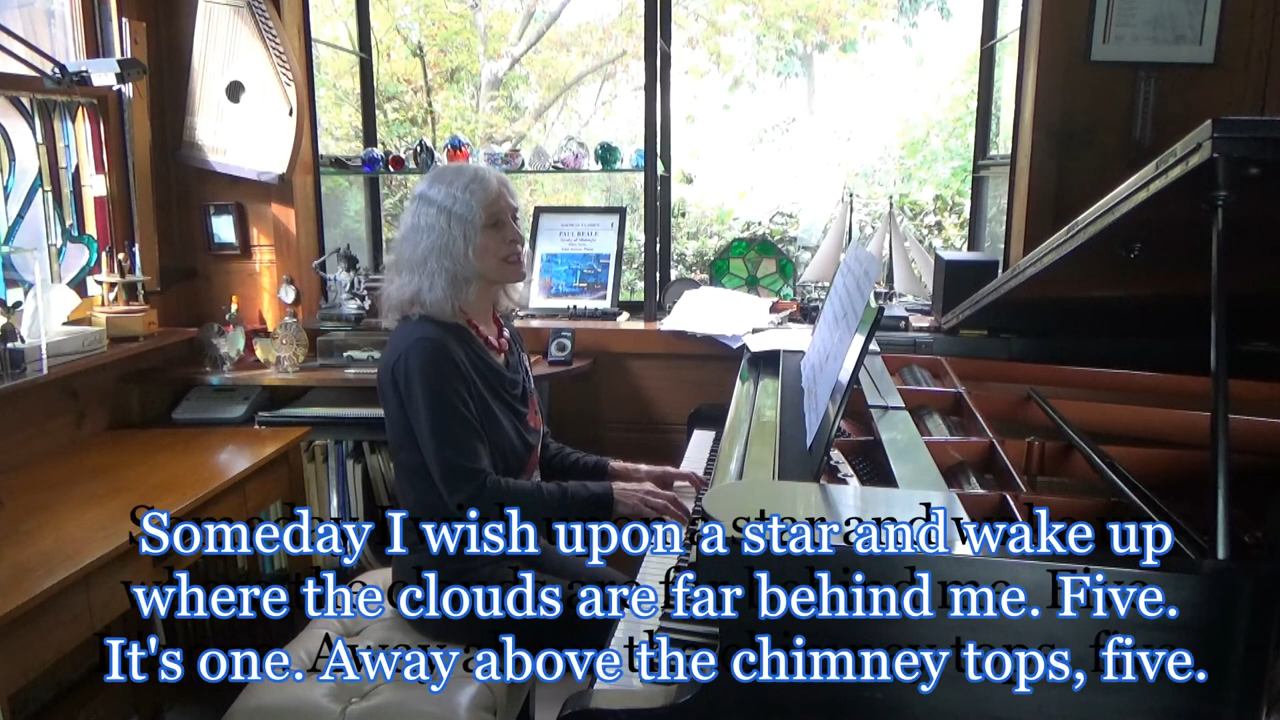 PAUL REALE
Someday I wish upon a star and wake up
where the clouds are far behind me. Five.
It's one. Away above the chimney tops, five.